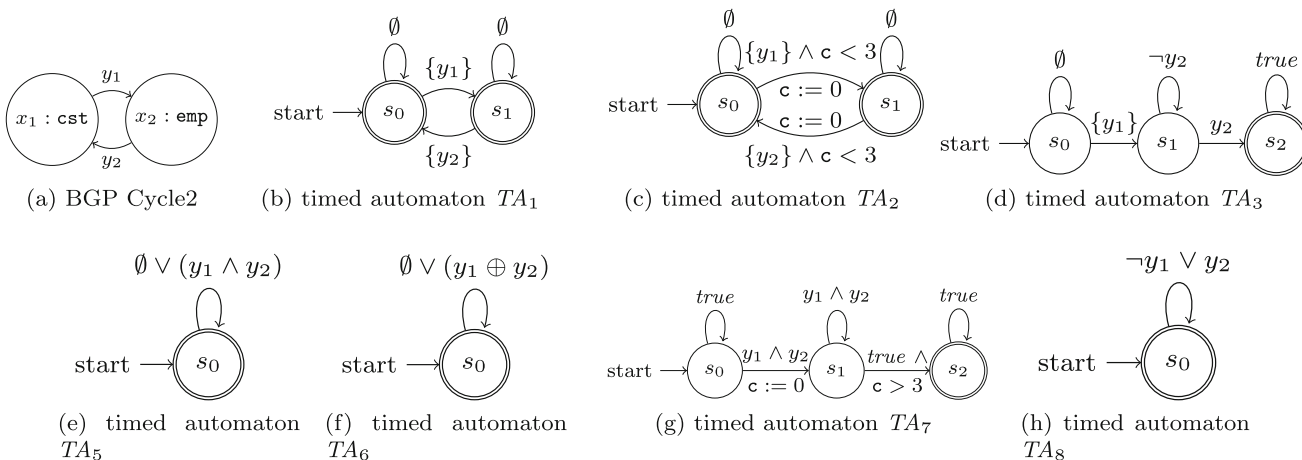 y₁
x₁ : cst
x₂ : emp
y₂
(a) BGP Cycle2
∅
∅
{y₁}
start
s₀
s₁
{y₂}
(b) timed automaton TA₁
∅
∅
{y₁} ∧ c < 3
c := 0
start
s₀
s₁
c := 0
{y₂} ∧ c < 3
(c) timed automaton TA₂
∅
¬y₂
true
{y₁}
y₂
start
s₀
s₁
s₂
(d) timed automaton TA₃
∅ ∨ (y₁ ∧ y₂)
start
s₀
(e) timed automaton
TA₅
∅ ∨ (y₁ ⊕ y₂)
start
s₀
(f) timed automaton
TA₆
true
y₁ ∧ y₂
true
y₁ ∧ y₂
true ∧
start
s₀
s₁
s₂
c := 0
c > 3
(g) timed automaton TA₇
¬y₁ ∨ y₂
start
s₀
(h) timed automaton
TA₈